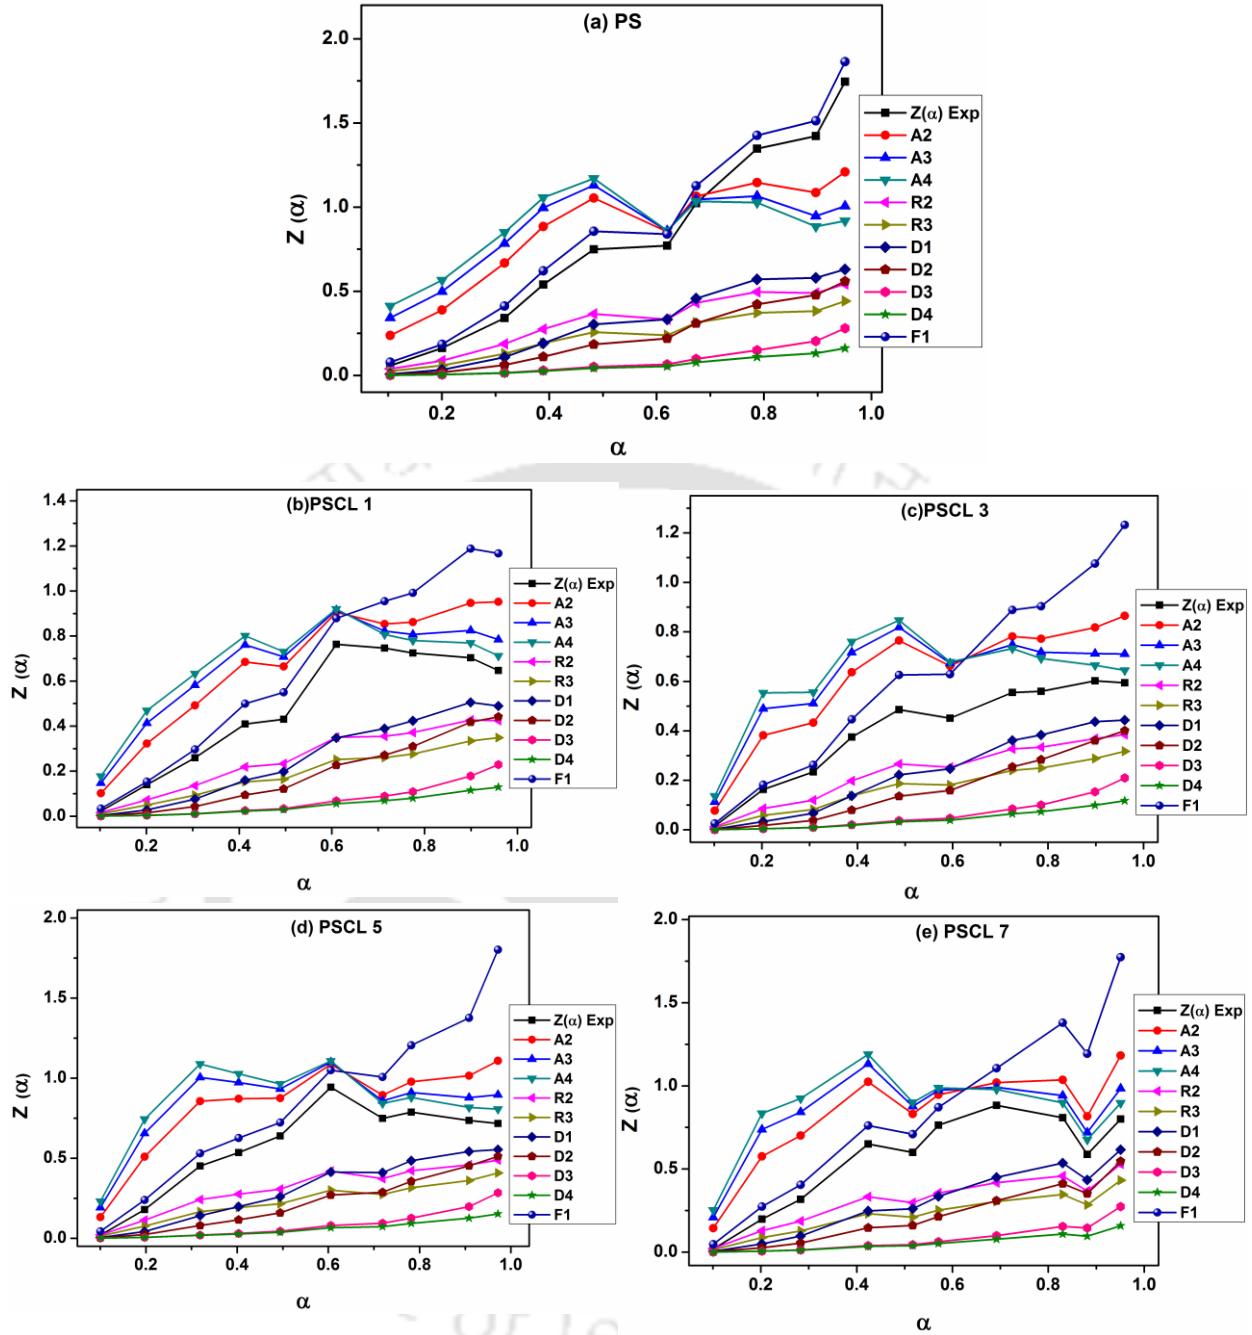 (a) PS
2.0
1.5
1.0
0.5
0.0
Z (α)
0.2 0.4 0.6 0.8 1.0
α
Z(α) Exp
A2
A3
A4
R2
R3
D1
D2
D3
D4
F1
(b)PSCL 1
1.4
1.2
1.0
0.8
0.6
0.4
0.2
0.0
Z (α)
0.2 0.4 0.6 0.8 1.0
α
Z(α) Exp
A2
A3
A4
R2
R3
D1
D2
D3
D4
F1
(c)PSCL 3
1.2
1.0
0.8
0.6
0.4
0.2
0.0
Z (α)
0.2 0.4 0.6 0.8 1.0
α
Z(α) Exp
A2
A3
A4
R2
R3
D1
D2
D3
D4
F1
(d) PSCL 5
2.0
1.5
1.0
0.5
0.0
Z (α)
0.2 0.4 0.6 0.8 1.0
α
Z(α) Exp
A2
A3
A4
R2
R3
D1
D2
D3
D4
F1
(e) PSCL 7
2.0
1.5
1.0
0.5
0.0
Z (α)
0.2 0.4 0.6 0.8 1.0
α
Z(α) Exp
A2
A3
A4
R2
R3
D1
D2
D3
D4
F1